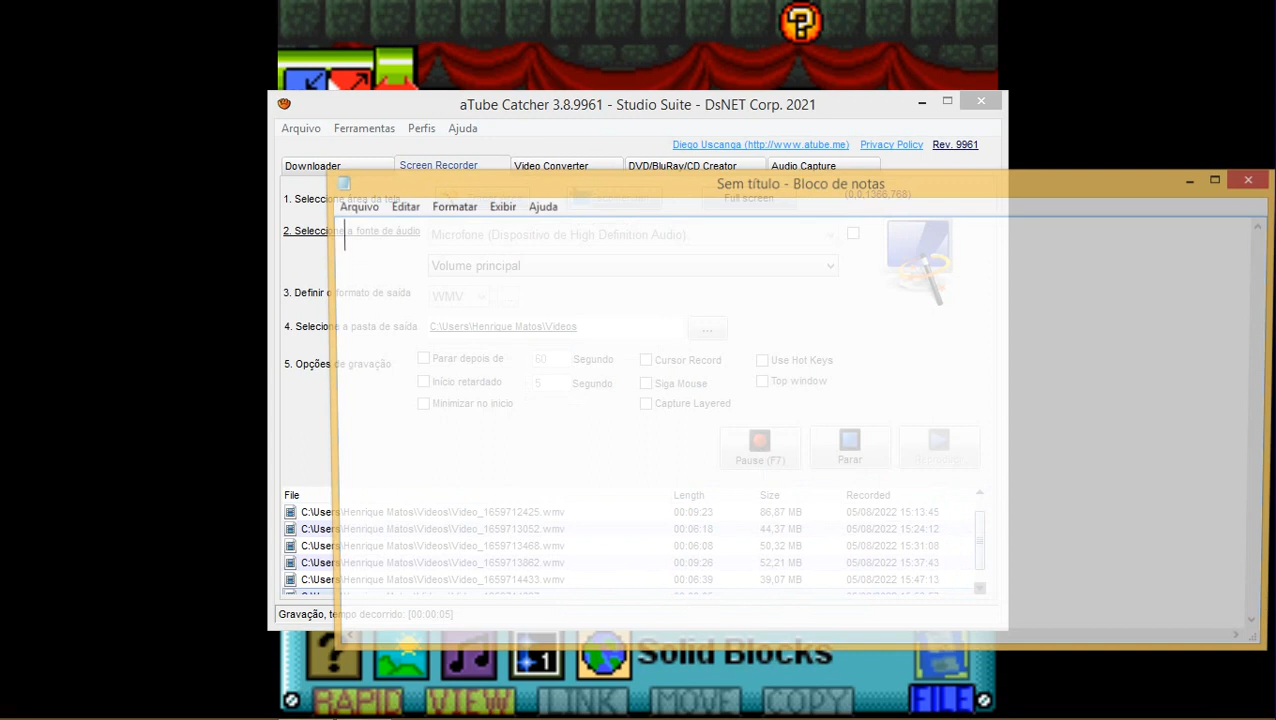 ?
aTube Catcher 3.8.9961 - Studio Suite - DsNET Corp. 2021
Arquivo Ferramentas Perfis Ajuda
Diego Uscanga (http://www.atube.me) Privacy Policy Rev. 9961
Downloader Screen Recorder Video Converter DVD/BluRay/CD Creator Audio Capture
Sem título - Bloco de notas
1. Seleccione área da tela Full screen (0,0,1366,768)
Arquivo Editar Formatar Exibir Ajuda
2. Seleccione a fonte de áudio Microfone (Dispositivo de High Definition Audio).
Volume principal
3. Definir o formato de saída WMV
4. Selecione a pasta de saída C:\Users\Henrique Matos\Videos ...
5. Opções de gravação Parar depois de 60 Segundo Cursor Record Use Hot Keys
Início retardado 5 Segundo Siga Mouse Top window
Minimizar no inicio Capture Layered
Pause (F7) Parar
File Length Size Recorded
C:\Users\Henrique Matos\Videos\Video_1659712425.wmv 00:09:23 86,87 MB 05/08/2022 15:13:45
C:\Users\Henrique Matos\Videos\Video_1659713052.wmv 00:06:18 44,37 MB 05/08/2022 15:24:12
C:\Users\Henrique Matos\Videos\Video_1659713468.wmv 00:06:08 50,32 MB 05/08/2022 15:31:08
C:\Users\Henrique Matos\Videos\Video_1659713862.wmv 00:09:26 52,21 MB 05/08/2022 15:37:43
C:\Users\Henrique Matos\Videos\Video_1659714433.wmv 00:06:39 39,07 MB 05/08/2022 15:47:13
Gravação, tempo decorrido: [00:00:05]
? 1 Solid Blocks
RAPID VIEW LINK MOVE COPY FILE